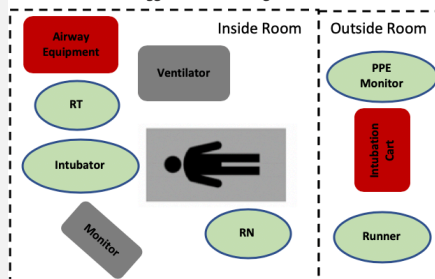 Inside Room
Outside Room
Airway
Equipment
Ventilator
RT
Intubator
Monitor
RN
PPE
Monitor
Intubation
Cart
Runner